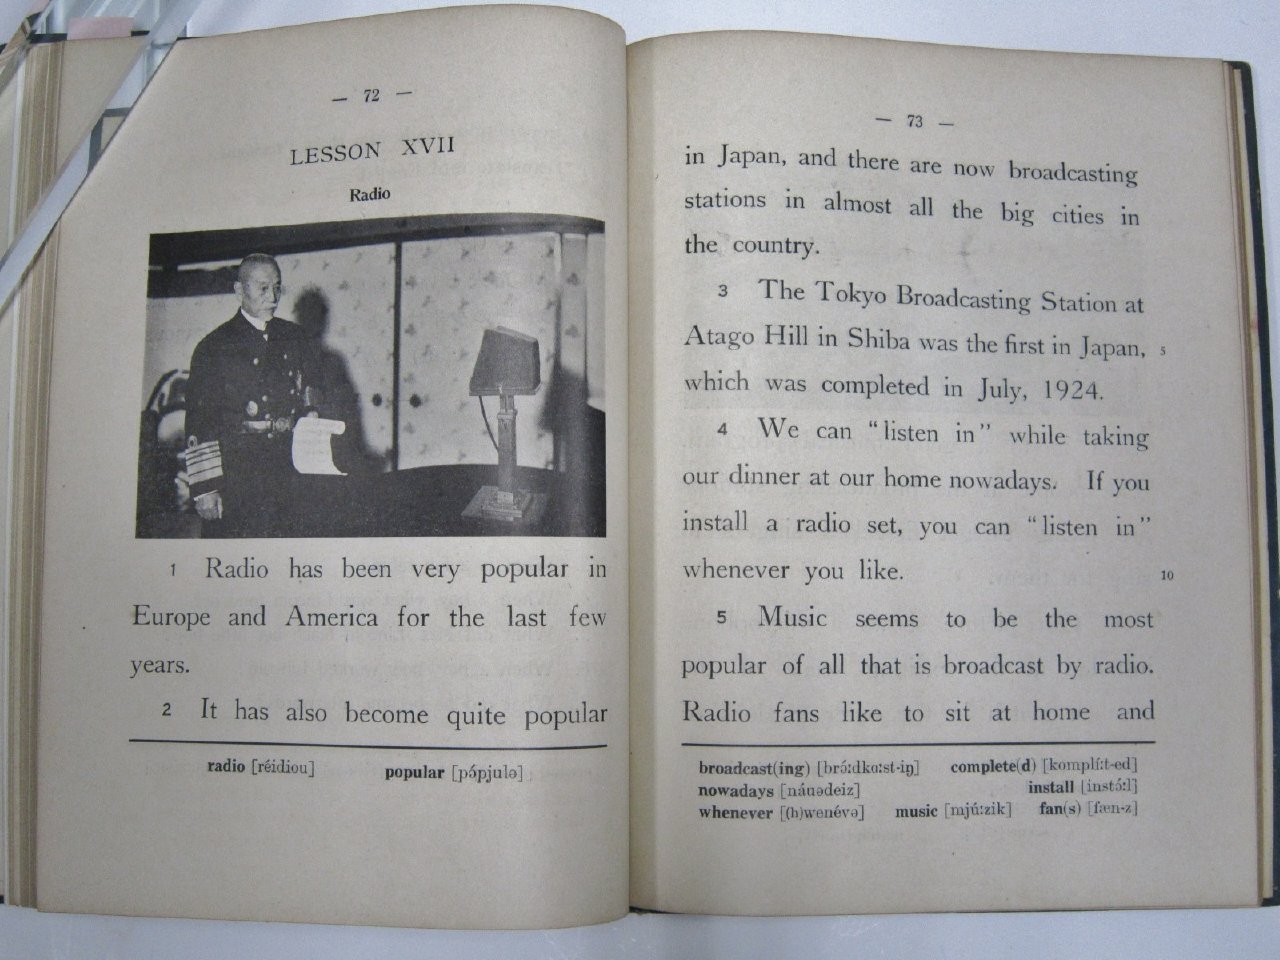 — 72 —
LESSON XVII
Radio
1 Radio has been very popular in
Europe and America for the last few
years.
2 It has also become quite popular
radio [réidiou] popular [pɔ́pjulə]
— 73 —
in Japan, and there are now broadcasting
stations in almost all the big cities in
the country.
3 The Tokyo Broadcasting Station at
Atago Hill in Shiba was the first in Japan, 5
which was completed in July, 1924.
4 We can "listen in" while taking
our dinner at our home nowadays. If you
install a radio set, you can "listen in"
whenever you like. 10
5 Music seems to be the most
popular of all that is broadcast by radio.
Radio fans like to sit at home and
broadcast(ing) [brɔ́:dkɑ:st-iŋ] complete(d) [kəmplí:t-ed]
nowadays [náuədeiz] install [instɔ́:l]
whenever [(h)wenévə] music [mjú:zik] fan(s) [fæn-z]